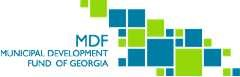 MDF
MUNICIPAL DEVELOPMENT
FUND OF GEORGIA